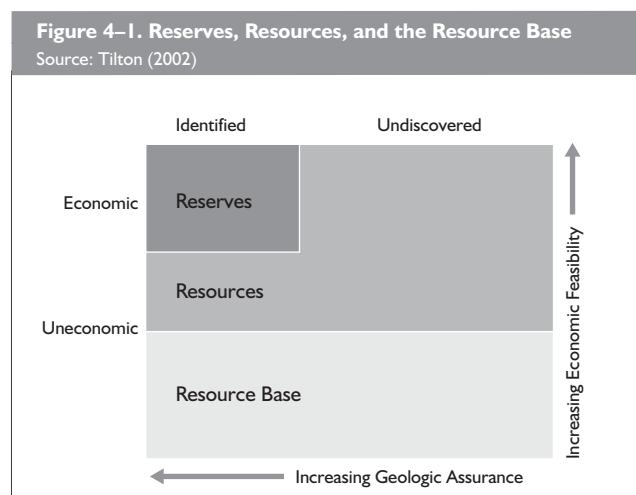 Figure 4–1. Reserves, Resources, and the Resource Base
Source: Tilton (2002)
Identified
Undiscovered
Economic
Reserves
Resources
Uneconomic
Resource Base
Increasing Economic Feasibility
Increasing Geologic Assurance